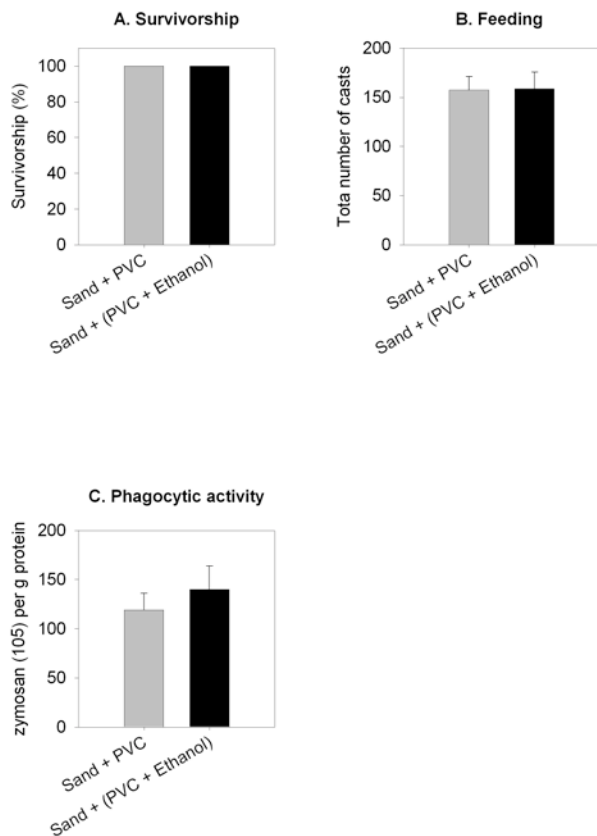 A. Survivorship
Survivorship (%)
100
80
60
40
20
0
Sand + PVC
Sand + (PVC + Ethanol)
B. Feeding
Tota number of casts
200
150
100
50
0
Sand + PVC
Sand + (PVC + Ethanol)
C. Phagocytic activity
zymosan (105) per g protein
200
150
100
50
0
Sand + PVC
Sand + (PVC + Ethanol)